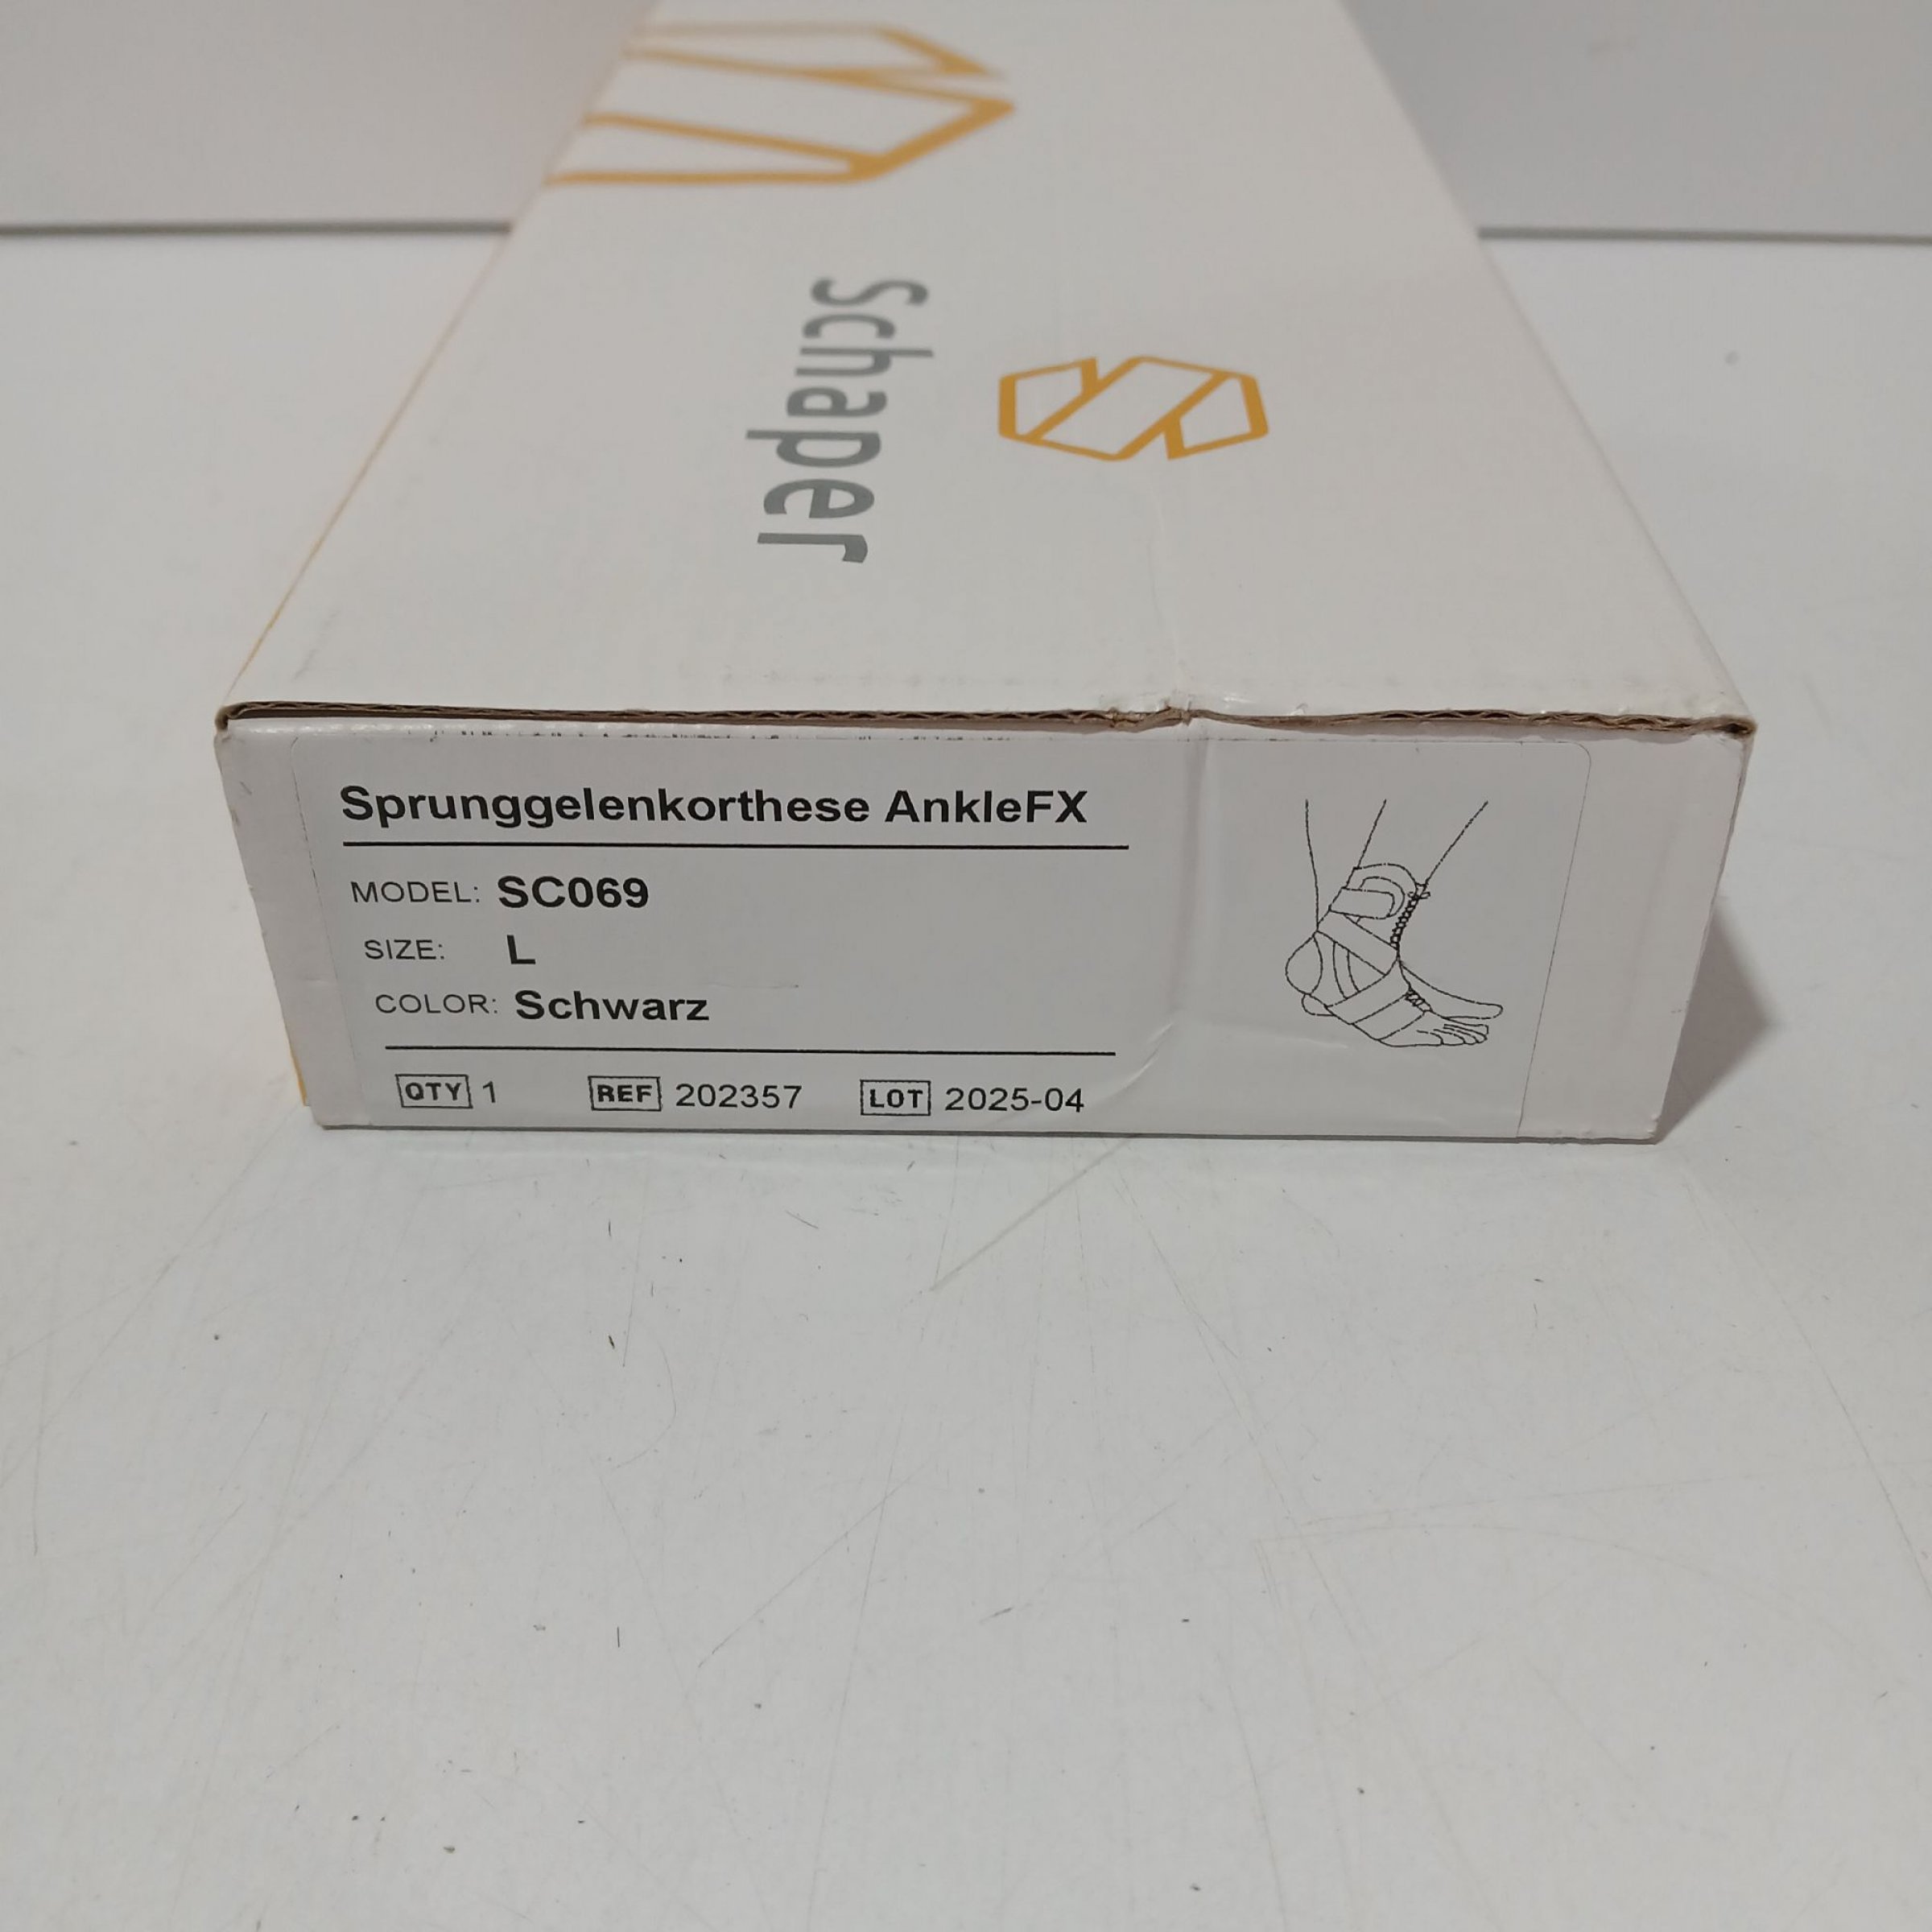 schaper
Sprunggelenkorthese AnkleFX
MODEL: SC069
SIZE: L
COLOR: Schwarz
QTY 1 REF 202357 LOT 2025-04